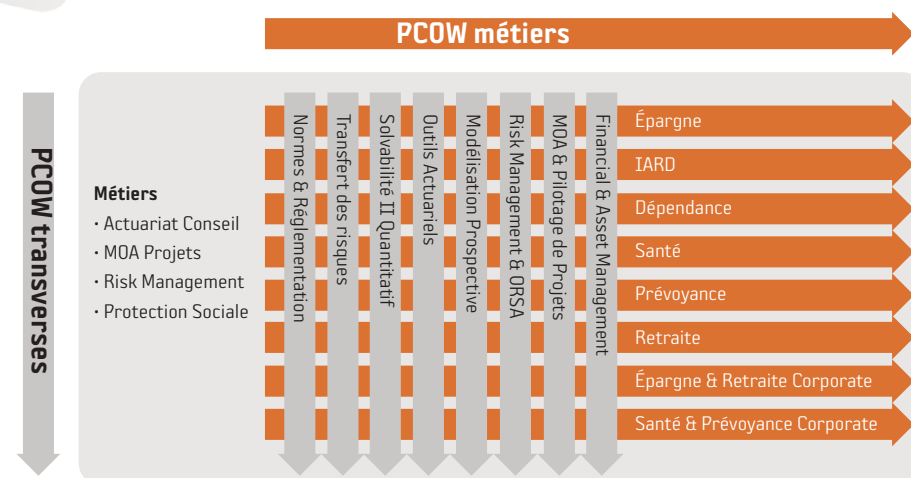 PCOW métiers
PCOW transverses
Métiers
· Actuariat Conseil
· MOA Projets
· Risk Management
· Protection Sociale
Normes & Réglementation
Transfert des risques
Solvabilité II Quantitatif
Outils Actuariels
Modélisation Prospective
Risk Management & ORSA
MOA & Pilotage de Projets
Financial & Asset Management
Épargne
IARD
Dépendance
Santé
Prévoyance
Retraite
Épargne & Retraite Corporate
Santé & Prévoyance Corporate